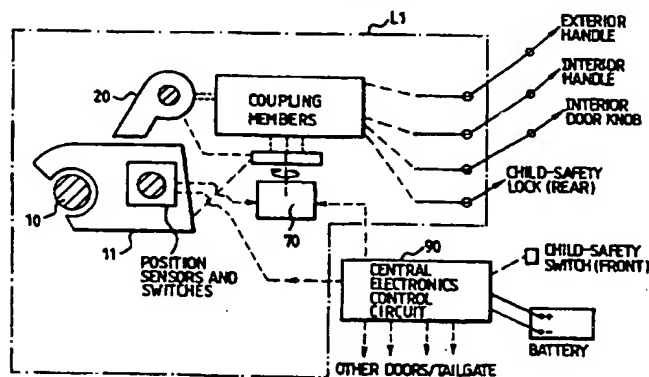 L1
EXTERIOR
HANDLE
INTERIOR
HANDLE
INTERIOR
DOOR KNOB
CHILD-SAFETY
LOCK (REAR)
20
COUPLING
MEMBERS
10
11
70
POSITION
SENSORS AND
SWITCHES
90
CENTRAL
ELECTRONICS
CONTROL
CIRCUIT
CHILD-SAFETY
SWITCH (FRONT)
+
-
BATTERY
OTHER DOORS/TAILGATE